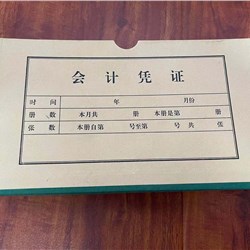 会计凭证
时间 年 月份
册数 本月共 册 本册是第 册
张数 本册自第 号至第 号共 张